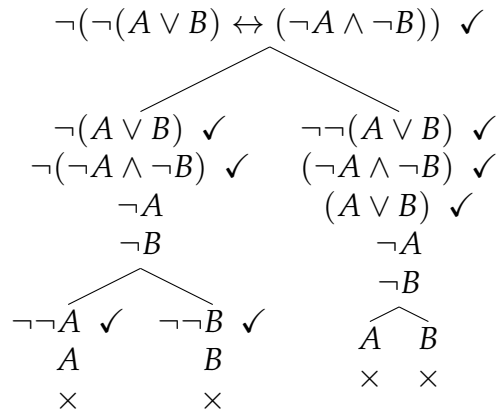 ¬(¬(A ∨ B) ↔ (¬A ∧ ¬B)) ✓
¬(A ∨ B) ✓ ¬¬(A ∨ B) ✓
¬(¬A ∧ ¬B) ✓ (¬A ∧ ¬B) ✓
¬A (A ∨ B) ✓
¬B ¬A
¬B
¬¬A ✓ ¬¬B ✓ A B
A B × ×
× ×